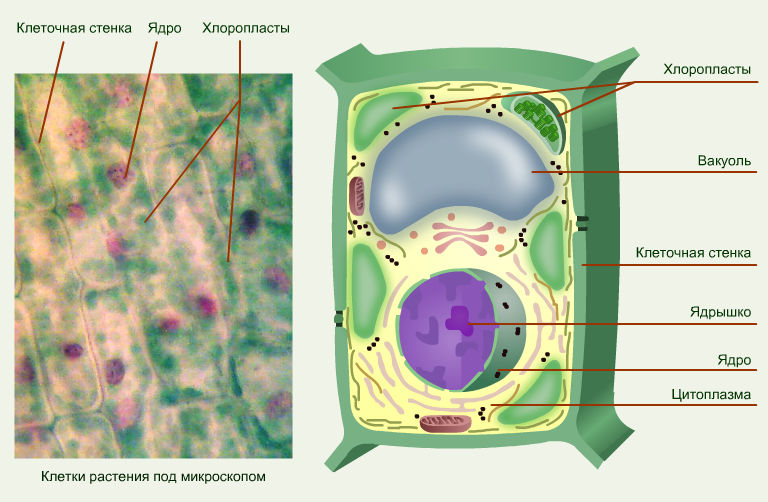 Клеточная стенка Ядро Хлоропласты
Клетки растения под микроскопом
Хлоропласты
Вакуоль
Клеточная стенка
Ядрышко
Ядро
Цитоплазма